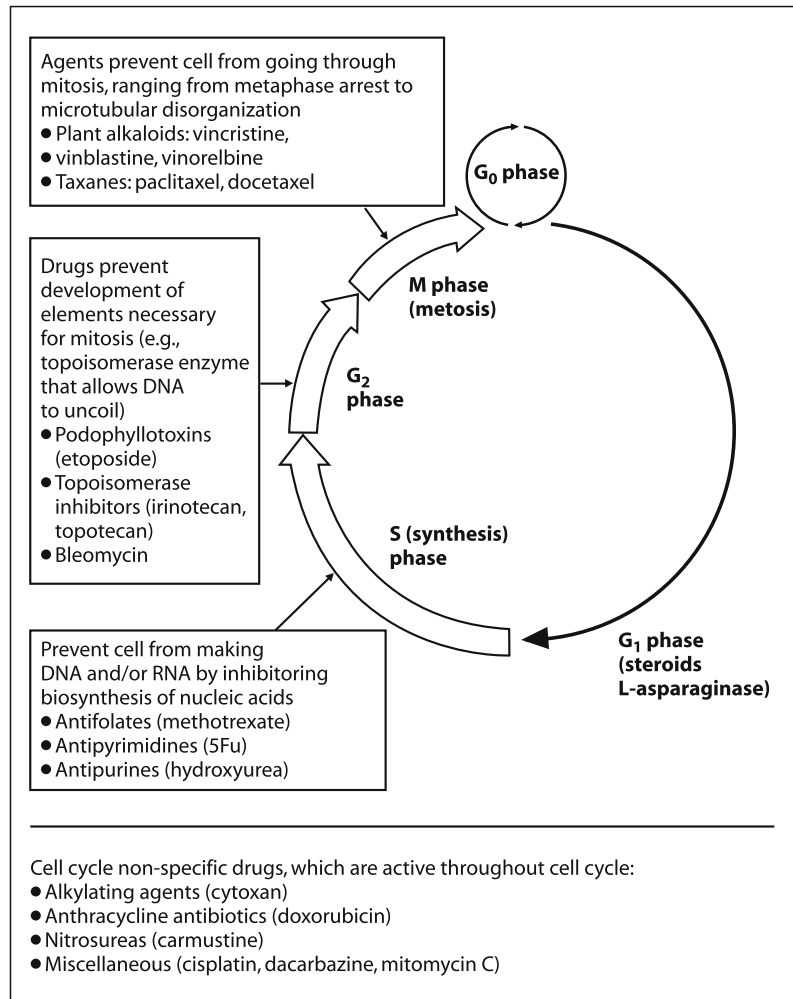 Agents prevent cell from going through
mitosis, ranging from metaphase arrest to
microtubular disorganization
● Plant alkaloids: vincristine,
● vinblastine, vinorelbine
● Taxanes: paclitaxel, docetaxel
G0 phase
M phase
(metosis)
Drugs prevent
development of
elements necessary
for mitosis (e.g.,
topoisomerase enzyme
that allows DNA
to uncoil)
● Podophyllotoxins
(etoposide)
● Topoisomerase
inhibitors (irinotecan,
topotecan)
● Bleomycin
G2
phase
S (synthesis)
phase
G1 phase
(steroids
L-asparaginase)
Prevent cell from making
DNA and/or RNA by inhibitoring
biosynthesis of nucleic acids
● Antifolates (methotrexate)
● Antipyrimidines (5Fu)
● Antipurines (hydroxyurea)
Cell cycle non-specific drugs, which are active throughout cell cycle:
● Alkylating agents (cytoxan)
● Anthracycline antibiotics (doxorubicin)
● Nitrosureas (carmustine)
● Miscellaneous (cisplatin, dacarbazine, mitomycin C)